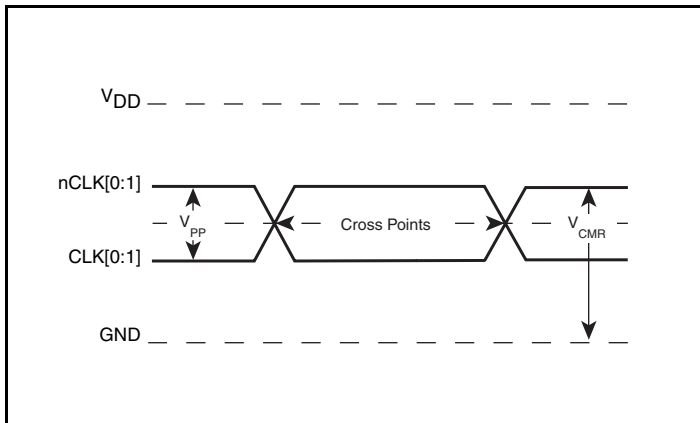 VDD
nCLK[0:1]
VPP
Cross Points
VCMR
CLK[0:1]
GND